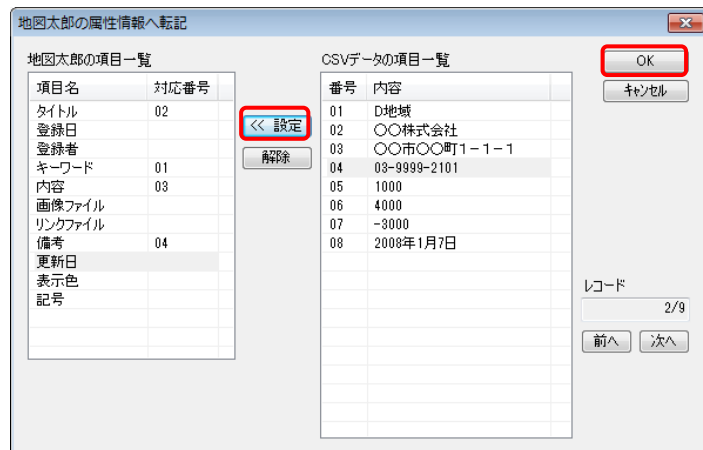 地図太郎の属性情報へ転記
地図太郎の項目一覧
項目名 対応番号
タイトル 02
登録日
登録者
キーワード 01
内容 03
画像ファイル
リンクファイル
備考 04
更新日
表示色
記号
<< 設定
解除
CSVデータの項目一覧
番号 内容
01 D地域
02 〇〇株式会社
03 〇〇市〇〇町1-1-1
04 03-9999-2101
05 1000
06 4000
07 -3000
08 2008年1月7日
OK
キャンセル
レコード
2/9
前へ 次へ